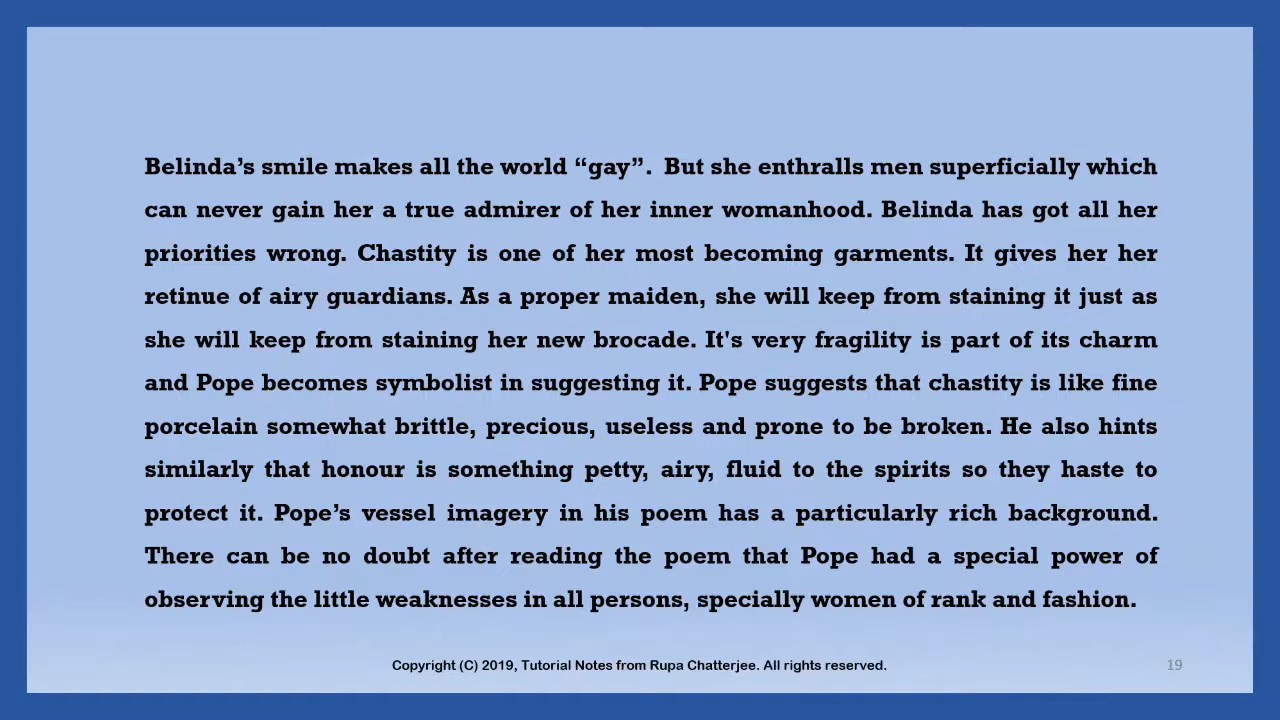 Belinda’s smile makes all the world “gay”.  But she enthralls men superficially which
can never gain her a true admirer of her inner womanhood. Belinda has got all her
priorities wrong. Chastity is one of her most becoming garments. It gives her her
retinue of airy guardians. As a proper maiden, she will keep from staining it just as
she will keep from staining her new brocade. It's very fragility is part of its charm
and Pope becomes symbolist in suggesting it. Pope suggests that chastity is like fine
porcelain somewhat brittle, precious, useless and prone to be broken. He also hints
similarly that honour is something petty, airy, fluid to the spirits so they haste to
protect it. Pope’s vessel imagery in his poem has a particularly rich background.
There can be no doubt after reading the poem that Pope had a special power of
observing the little weaknesses in all persons, specially women of rank and fashion.
Copyright (C) 2019, Tutorial Notes from Rupa Chatterjee. All rights reserved.
19